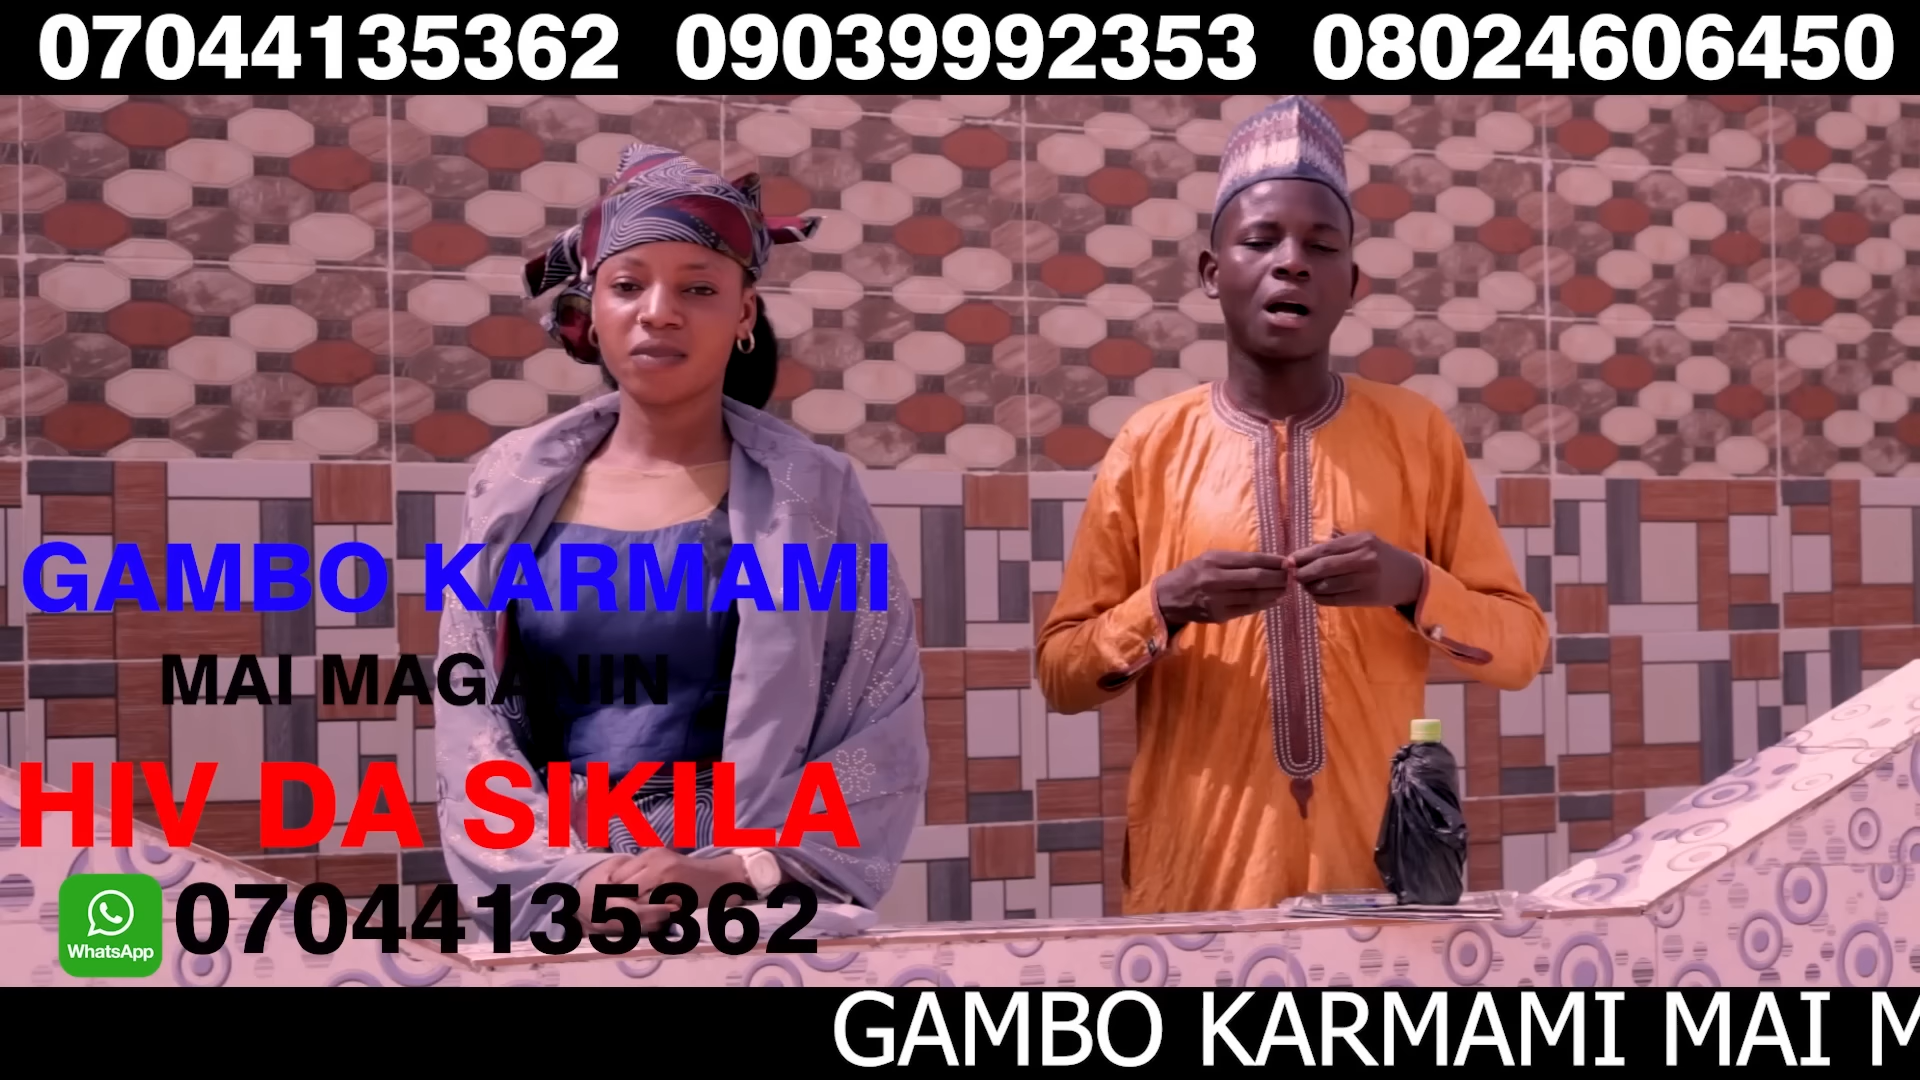 07044135362 09039992353 08024606450
GAMBO KARMAMI
MAI MAGANIN
HIV DA SIKILA
WhatsApp
07044135362
GAMBO KARMAMI MAI M